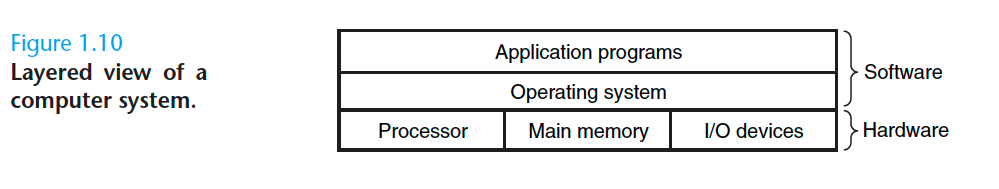 Figure 1.10
Layered view of a
computer system.
Application programs
Operating system
Software
Processor Main memory I/O devices
Hardware